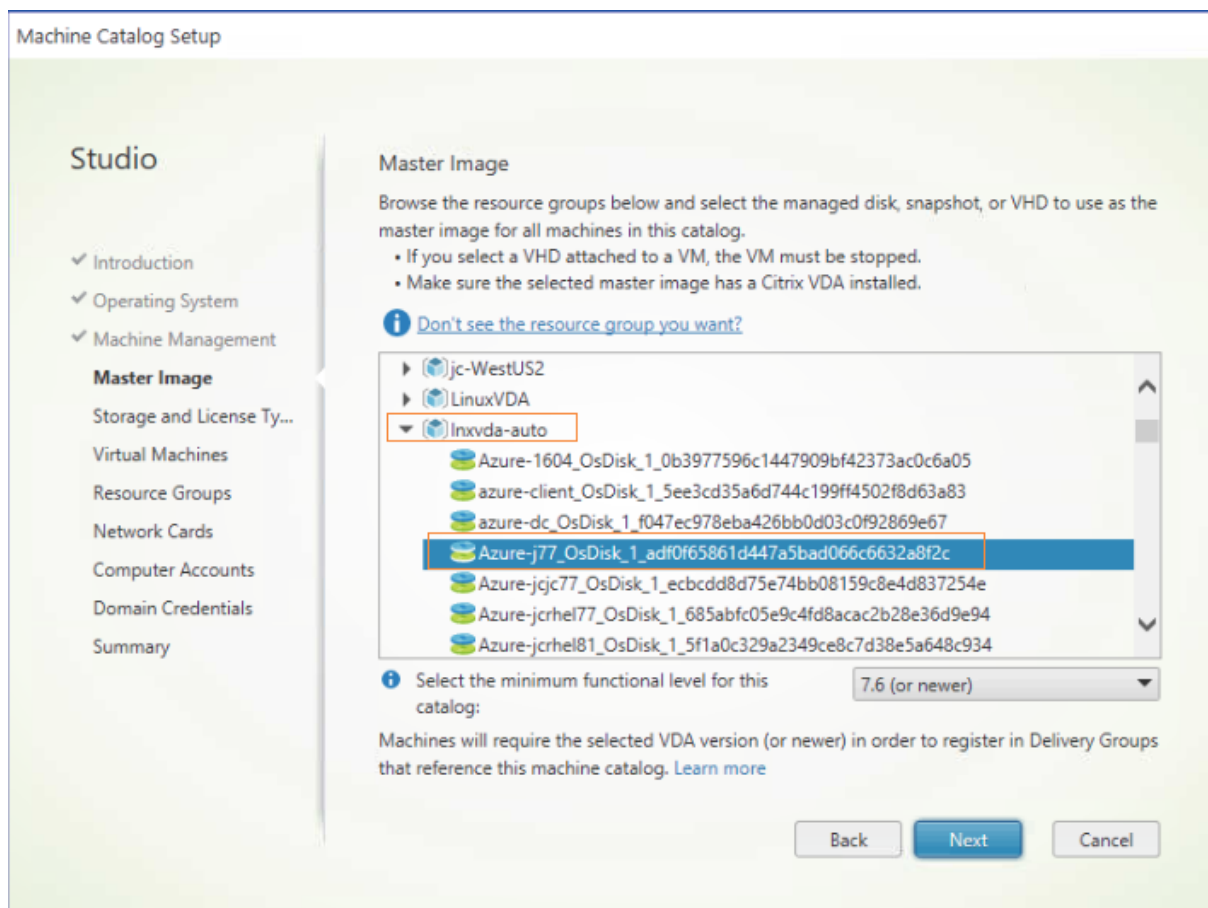 Machine Catalog Setup
Studio
Introduction
Operating System
Machine Management
Master Image
Storage and License Ty...
Virtual Machines
Resource Groups
Network Cards
Computer Accounts
Domain Credentials
Summary
Master Image
Browse the resource groups below and select the managed disk, snapshot, or VHD to use as the
master image for all machines in this catalog.
• If you select a VHD attached to a VM, the VM must be stopped.
• Make sure the selected master image has a Citrix VDA installed.
Don't see the resource group you want?
jc-WestUS2
LinuxVDA
lnxvda-auto
Azure-1604_OsDisk_1_0b3977596c1447909bf42373ac0c6a05
azure-client_OsDisk_1_5ee3cd35a6d744c199ff4502f8d63a83
azure-dc_OsDisk_1_f047ec978eba426bb0d03c0f92869e67
Azure-j77_OsDisk_1_adf0f65861d447a5bad066c6632a8f2c
Azure-jcjc77_OsDisk_1_ecbcdd8d75e74bb08159c8e4d837254e
Azure-jcrhel77_OsDisk_1_685abfc05e9c4fd8acac2b28e36d9e94
Azure-jcrhel81_OsDisk_1_5f1a0c329a2349ce8c7d38e5a648c934
Select the minimum functional level for this
catalog:
7.6 (or newer)
Machines will require the selected VDA version (or newer) in order to register in Delivery Groups
that reference this machine catalog. Learn more
Back
Next
Cancel